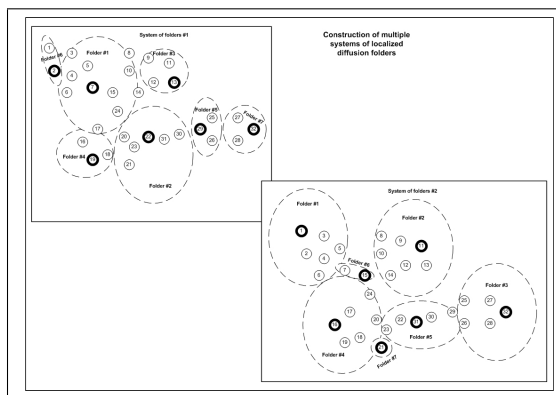 System of folders #1
Construction of multiple
systems of localized
diffusion folders
Folder #6
Folder #1
Folder #3
Folder #5
Folder #7
Folder #4
Folder #2
1
3
8
9
11
5
4
10
6
12
15
14
24
17
16
18
20
23
21
31
30
25
26
27
28
System of folders #2
Folder #1
Folder #2
Folder #3
Folder #6
Folder #4
Folder #5
Folder #7
1
3
2
4
5
6
7
8
9
10
12
13
14
24
17
20
18
19
22
23
30
29
25
26
27
28